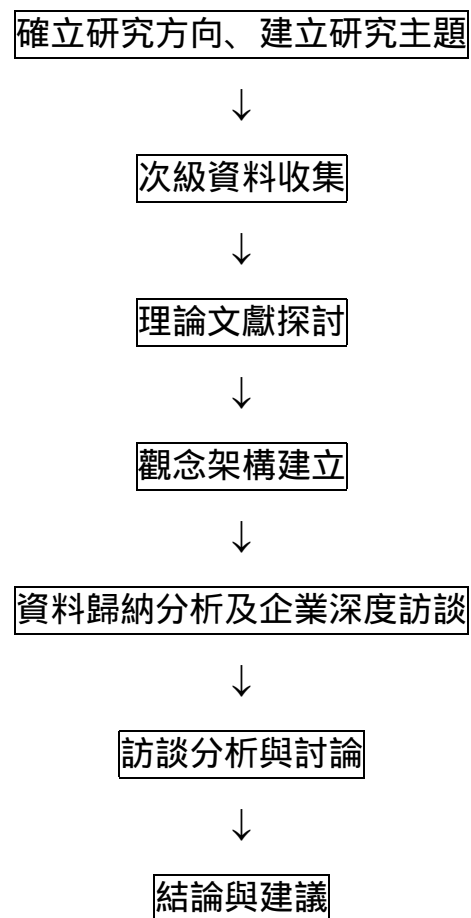 確立研究方向、建立研究主題
↓
次級資料收集
↓
理論文獻探討
↓
觀念架構建立
↓
資料歸納分析及企業深度訪談
↓
訪談分析與討論
↓
結論與建議